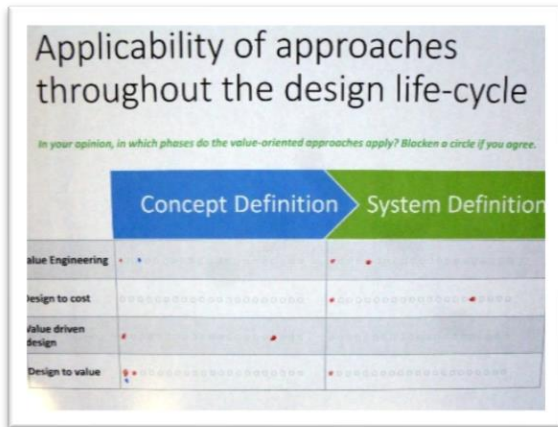 Applicability of approaches
throughout the design life-cycle
In your opinion, in which phases do the value-oriented approaches apply? Blacken a circle if you agree.
Concept Definition
System Definition
alue Engineering
esign to cost
alue driven
design
Design to value